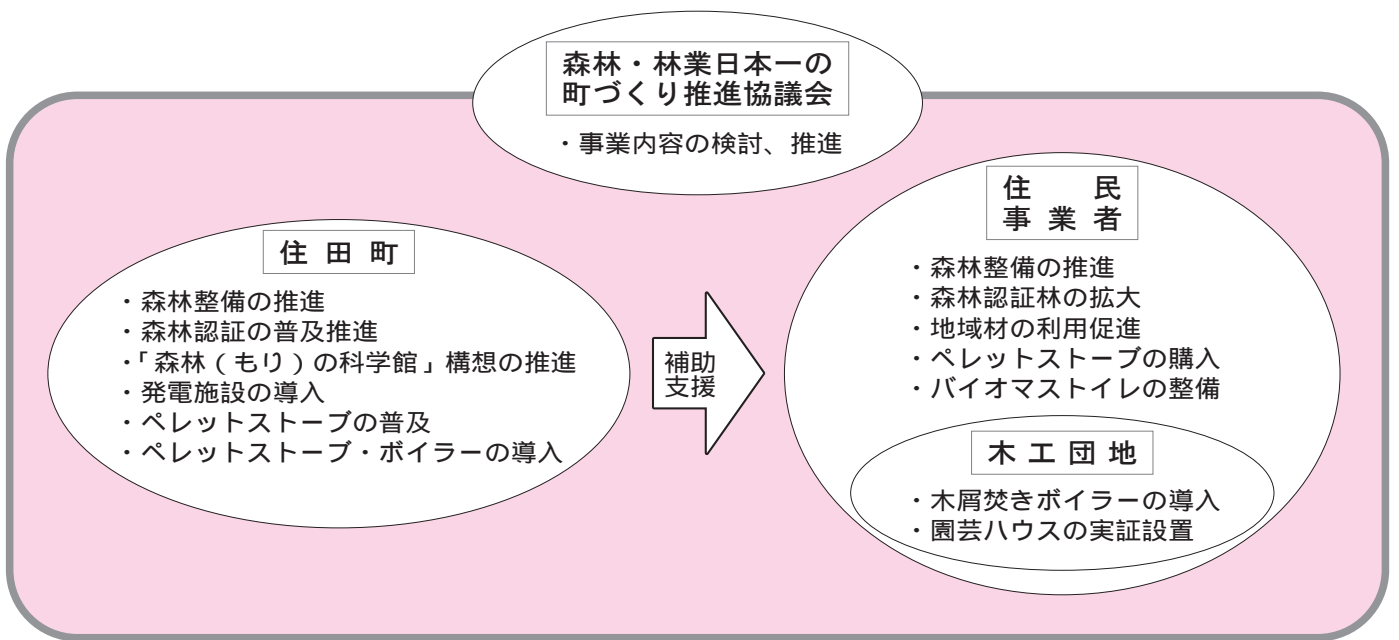 森林・林業日本一の
町づくり推進協議会
・事業内容の検討、推進
住田町
・森林整備の推進
・森林認証の普及推進
・「森林（もり）の科学館」構想の推進
・発電施設の導入
・ペレットストーブの普及
・ペレットストーブ・ボイラーの導入
補助
支援
住民
事業者
・森林整備の推進
・森林認証林の拡大
・地域材の利用促進
・ペレットストーブの購入
・バイオマストイレの整備
木工団地
・木屑焚きボイラーの導入
・園芸ハウスの実証設置